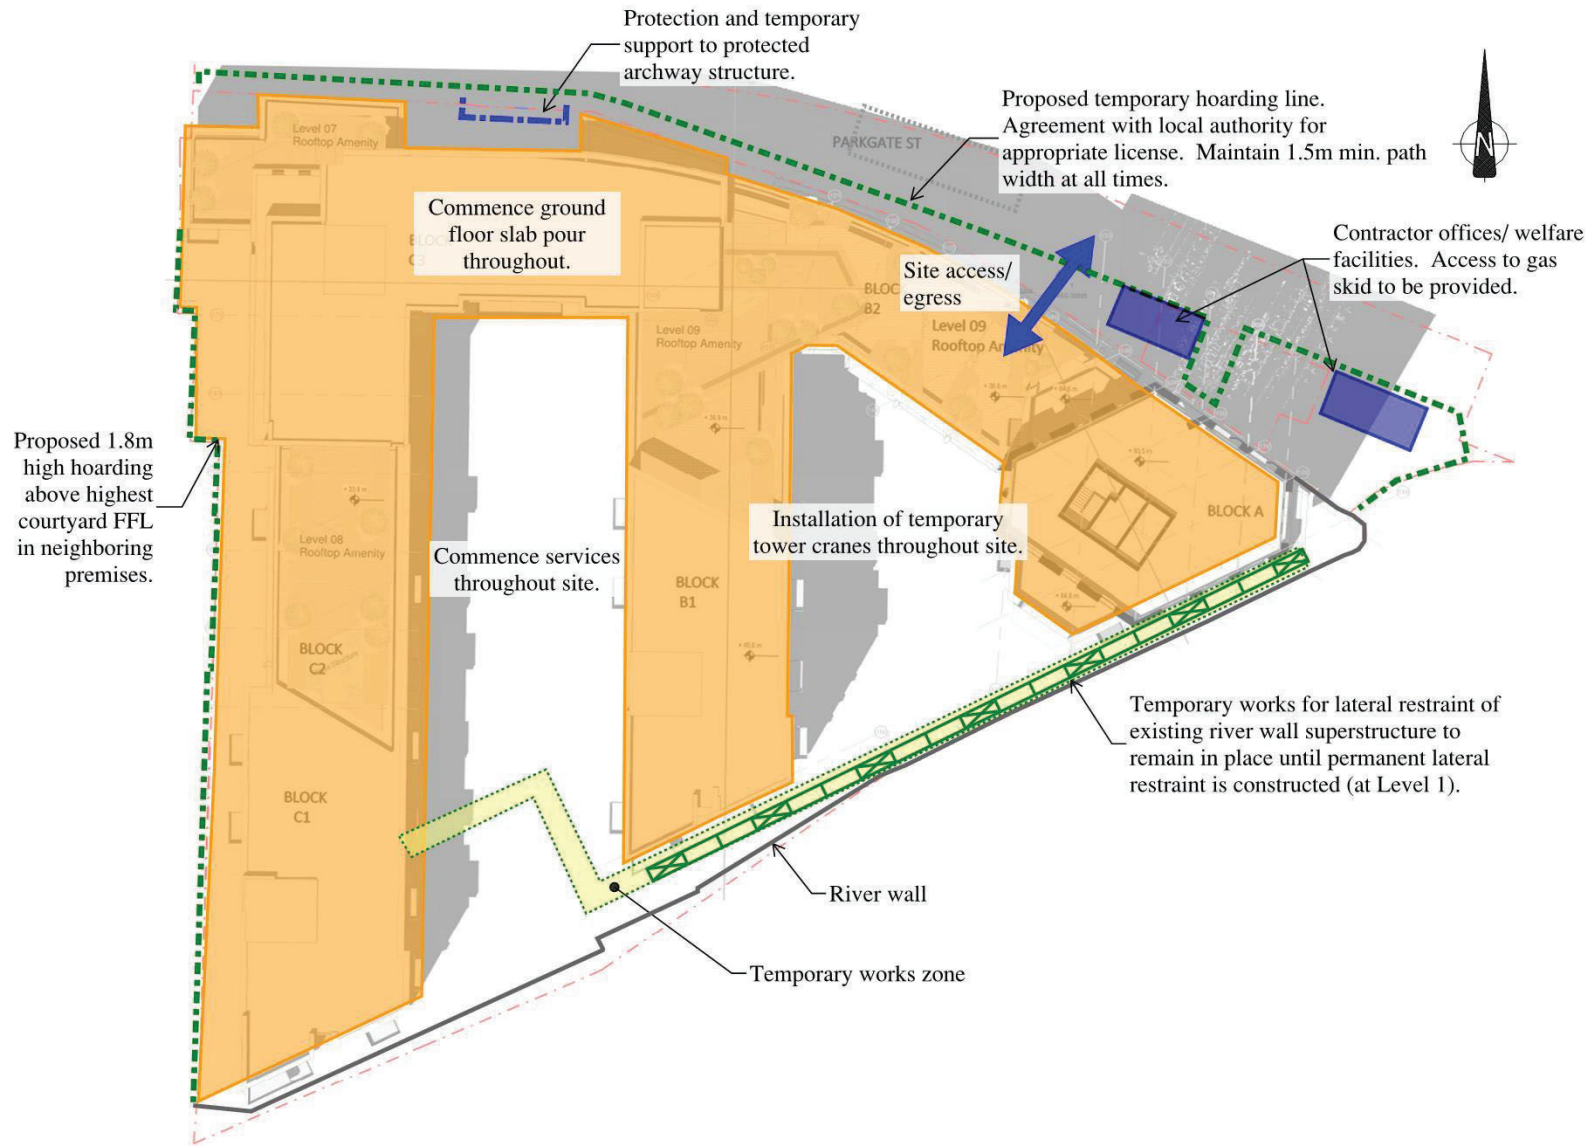 Protection and temporary
support to protected
archway structure.
Proposed temporary hoarding line.
Agreement with local authority for
appropriate license. Maintain 1.5m min. path
width at all times.
N
PARKGATE ST
Level 07
Rooftop Amenity
Commence ground
floor slab pour
throughout.
Contractor offices/ welfare
facilities. Access to gas
skid to be provided.
Site access/
egress
BLOCK
C3
BLOCK
B2
Level 09
Rooftop Amenity
Level 09
Rooftop Amenity
Proposed 1.8m
high hoarding
above highest
courtyard FFL
in neighboring
premises.
Level 08
Rooftop Amenity
BLOCK A
Installation of temporary
tower cranes throughout site.
Commence services
throughout site.
BLOCK
B1
BLOCK
C2
Temporary works for lateral restraint of
existing river wall superstructure to
remain in place until permanent lateral
restraint is constructed (at Level 1).
BLOCK
C1
River wall
Temporary works zone